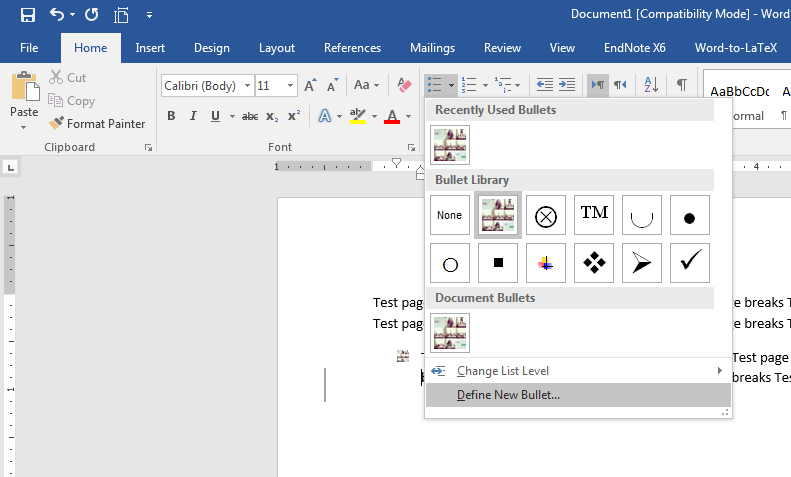 Document1 [Compatibility Mode] - Word
File Home Insert Design Layout References Mailings Review View EndNote X6 Word-to-LaTeX
Paste
Cut
Copy
Format Painter
Clipboard
Calibri (Body) 11 A A Aa
B I U abc x₂ x² A aby A
Font
AaBbCcDc A
ormal ¶
Recently Used Bullets
Bullet Library
None TM
Document Bullets
Change List Level
Define New Bullet...
1 4
1
1
Test pag e breaks T
Test pag e breaks T
T Test page
breaks Tes